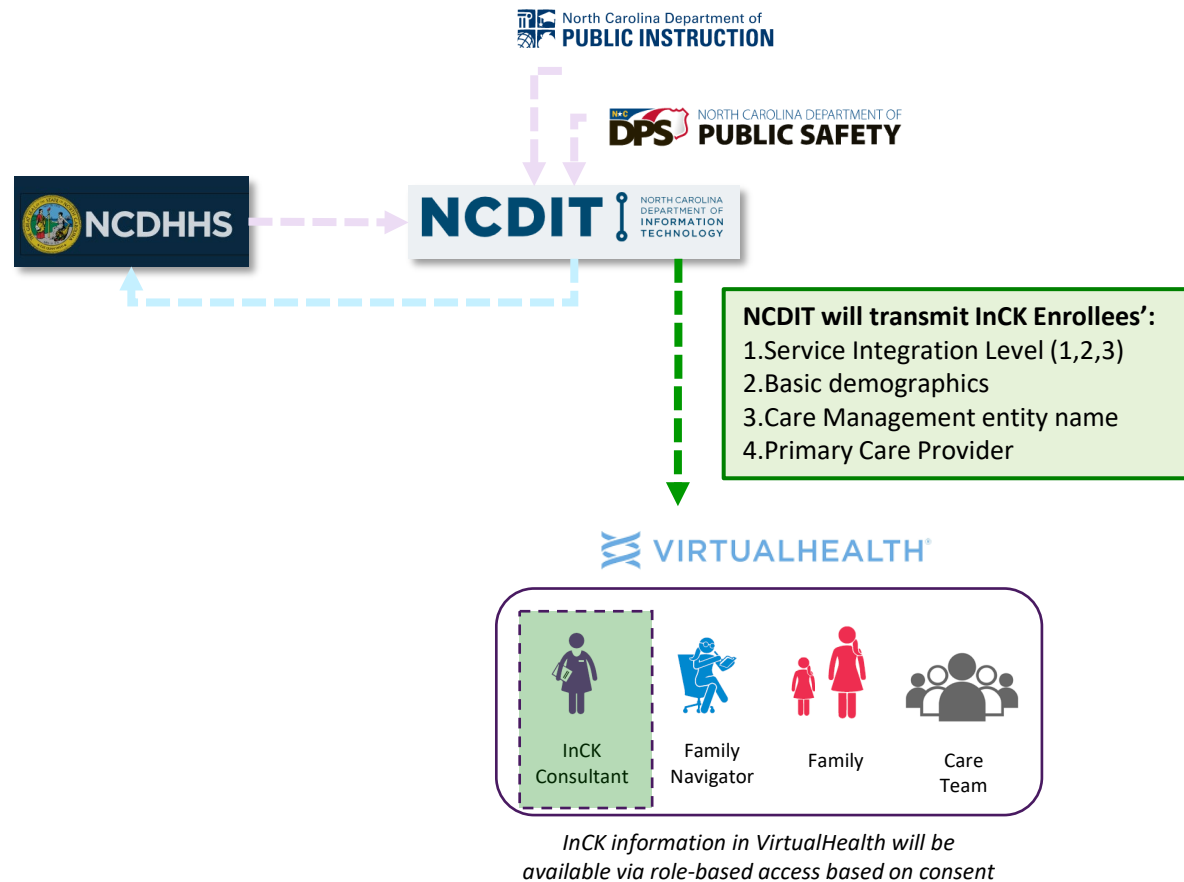 North Carolina Department of
PUBLIC INSTRUCTION
N★C
DPS
NORTH CAROLINA DEPARTMENT OF
PUBLIC SAFETY
NCDHHS
NCDIT
NORTH CAROLINA
DEPARTMENT OF
INFORMATION
TECHNOLOGY
NCDIT will transmit InCK Enrollees’:
1.Service Integration Level (1,2,3)
2.Basic demographics
3.Care Management entity name
4.Primary Care Provider
VIRTUALHEALTH®
InCK
Consultant
Family
Navigator
Family
Care
Team
InCK information in VirtualHealth will be
available via role-based access based on consent